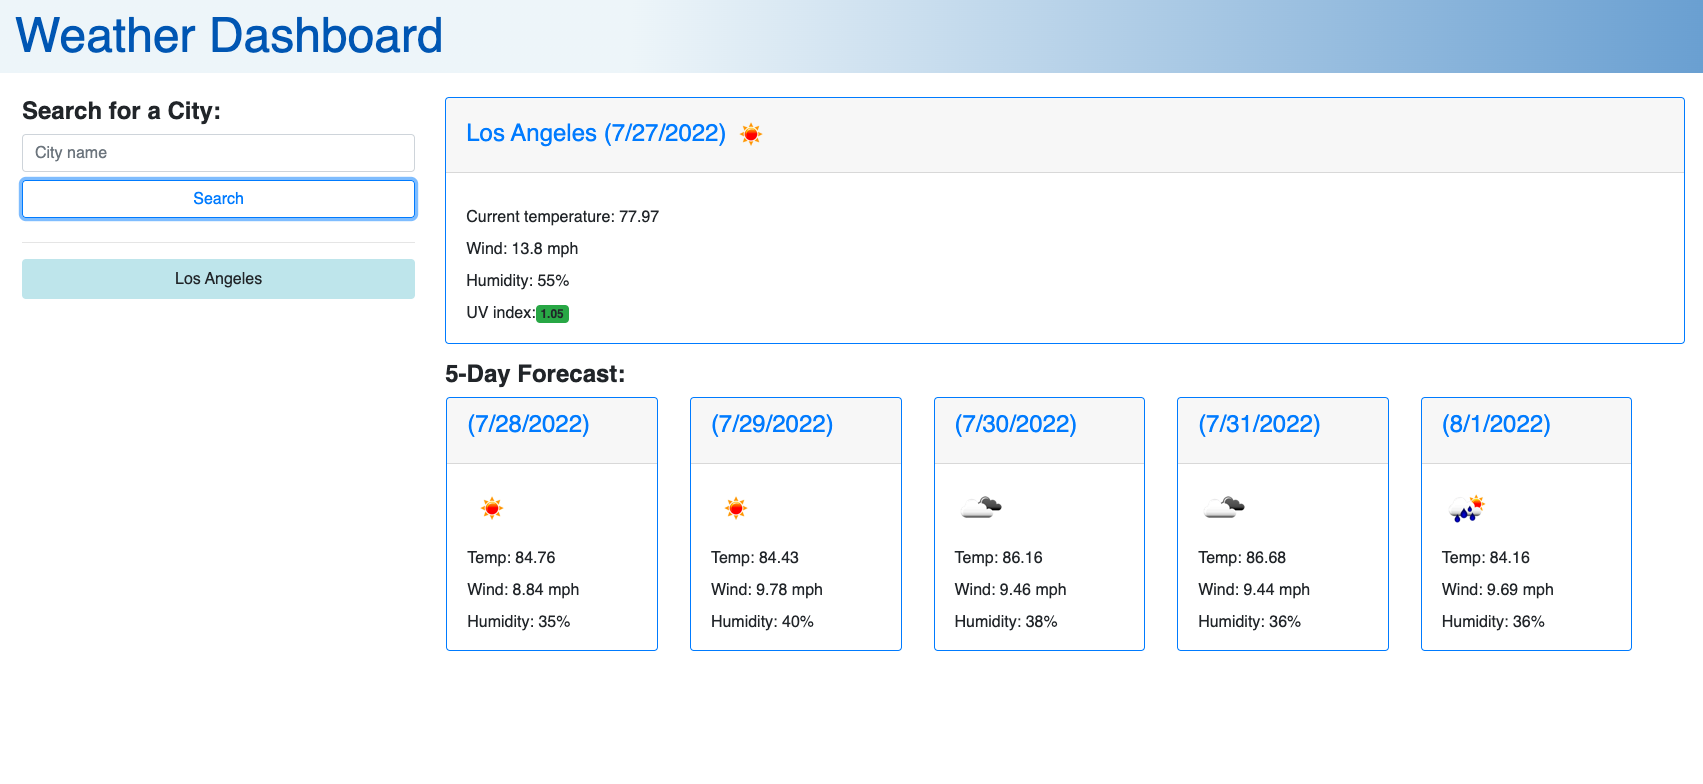 Weather Dashboard
Search for a City:
City name
Search
Los Angeles
Los Angeles (7/27/2022)
Current temperature: 77.97
Wind: 13.8 mph
Humidity: 55%
UV index:1.05
5-Day Forecast:
(7/28/2022)
Temp: 84.76
Wind: 8.84 mph
Humidity: 35%
(7/29/2022)
Temp: 84.43
Wind: 9.78 mph
Humidity: 40%
(7/30/2022)
Temp: 86.16
Wind: 9.46 mph
Humidity: 38%
(7/31/2022)
Temp: 86.68
Wind: 9.44 mph
Humidity: 36%
(8/1/2022)
Temp: 84.16
Wind: 9.69 mph
Humidity: 36%